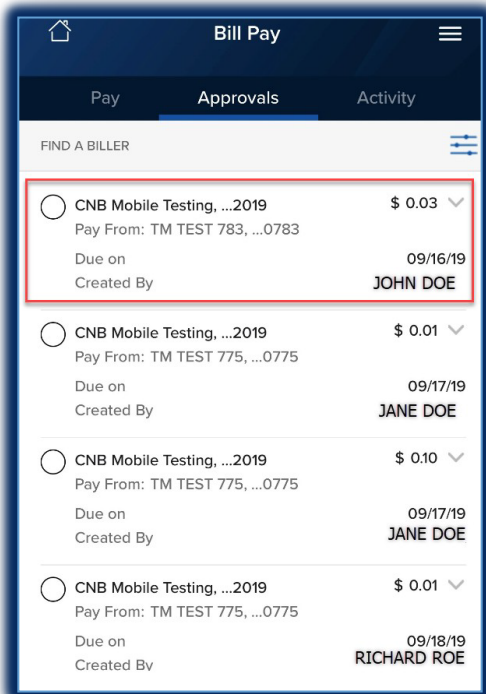 Bill Pay
Pay Approvals Activity
FIND A BILLER
CNB Mobile Testing, ...2019 $ 0.03
Pay From: TM TEST 783, ...0783
Due on 09/16/19
Created By JOHN DOE
CNB Mobile Testing, ...2019 $ 0.01
Pay From: TM TEST 775, ...0775
Due on 09/17/19
Created By JANE DOE
CNB Mobile Testing, ...2019 $ 0.10
Pay From: TM TEST 775, ...0775
Due on 09/17/19
Created By JANE DOE
CNB Mobile Testing, ...2019 $ 0.01
Pay From: TM TEST 775, ...0775
Due on 09/18/19
Created By RICHARD ROE